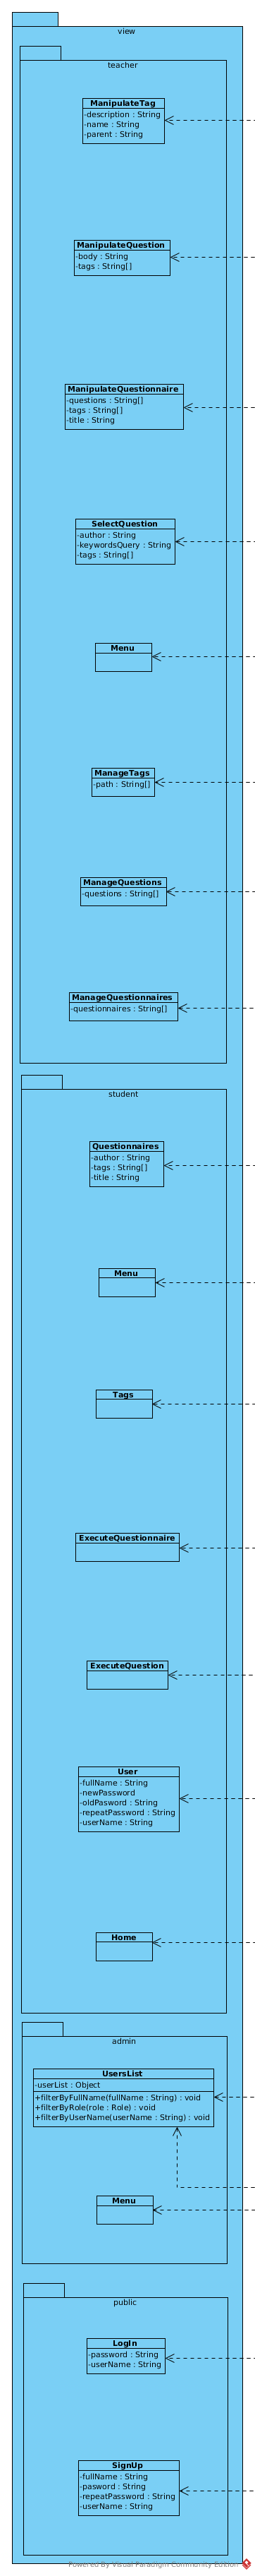 view
teacher
ManipulateTag
-description : String
-name : String
-parent : String
ManipulateQuestion
-body : String
-tags : String[]
ManipulateQuestionnaire
-questions : String[]
-tags : String[]
-title : String
SelectQuestion
-author : String
-keywordsQuery : String
-tags : String[]
Menu
ManageTags
-path : String[]
ManageQuestions
-questions : String[]
ManageQuestionnaires
-questionnaires : String[]
student
Questionnaires
-author : String
-tags : String[]
-title : String
Menu
Tags
ExecuteQuestionnaire
ExecuteQuestion
User
-fullName : String
-newPassword
-oldPasword : String
-repeatPassword : String
-userName : String
Home
admin
UsersList
-userList : Object
+filterByFullName(fullName : String) : void
+filterByRole(role : Role) : void
+filterByUserName(userName : String) : void
Menu
public
LogIn
-password : String
-userName : String
SignUp
-fullName : String
-pasword : String
-repeatPassword : String
-userName : String
Powered By Visual Paradigm Community Edition